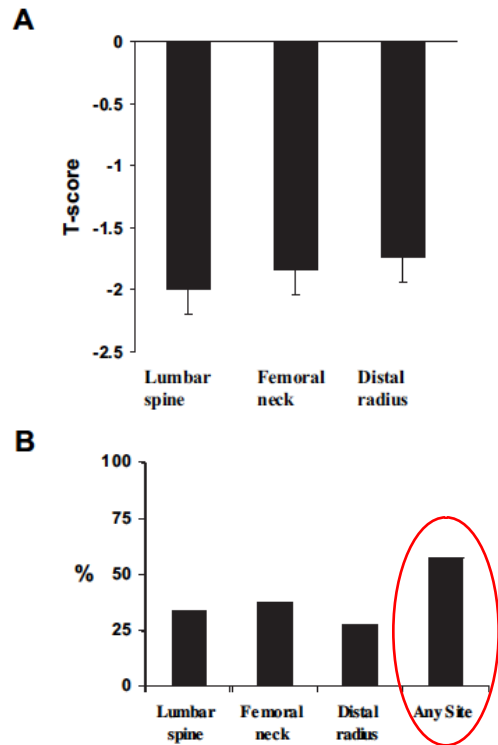 A
0
-0.5
-1
-1.5
-2
-2.5
T-score
Lumbar Femoral Distal
spine neck radius
B
100
75
50
25
0
%
Lumbar Femoral Distal Any Site
spine neck radius